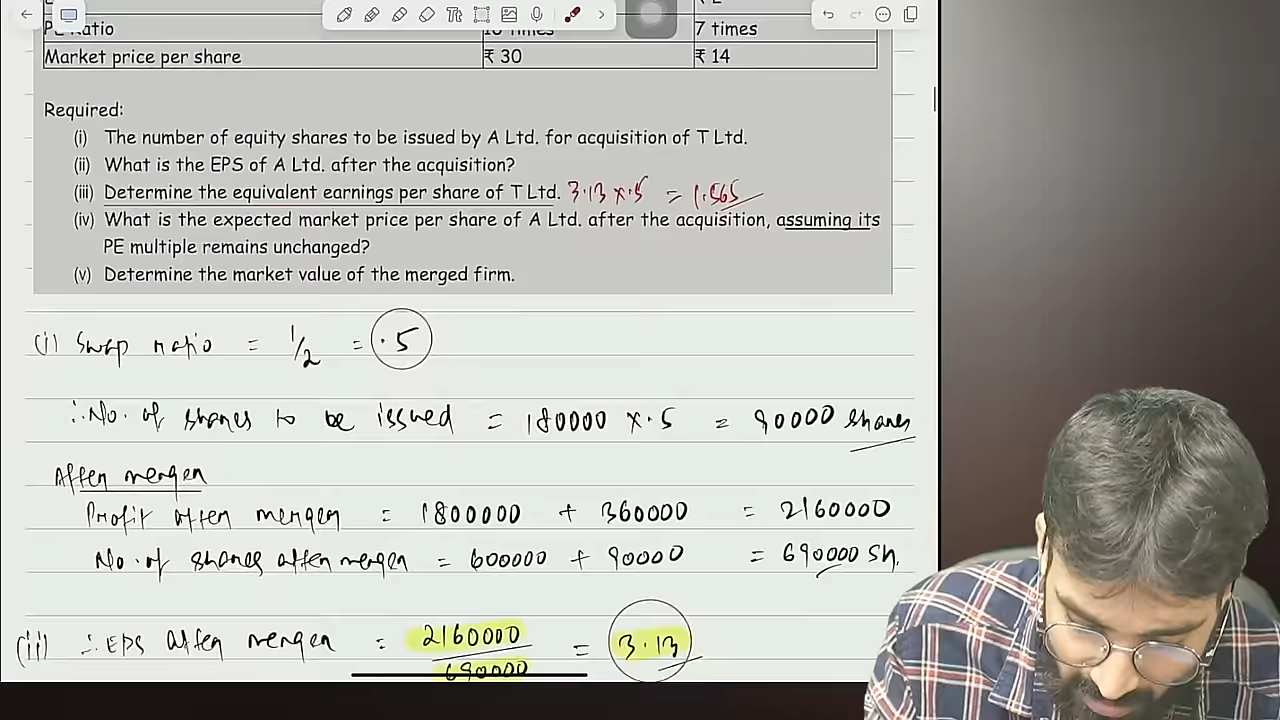 PE Ratio 10 times 7 times
Market price per share ₹ 30 ₹ 14
Required:
(i) The number of equity shares to be issued by A Ltd. for acquisition of T Ltd.
(ii) What is the EPS of A Ltd. after the acquisition?
(iii) Determine the equivalent earnings per share of T Ltd. 3.13 x .5 = 1.565
(iv) What is the expected market price per share of A Ltd. after the acquisition, assuming its
PE multiple remains unchanged?
(v) Determine the market value of the merged firm.
(i) Swap ratio = 1/2 = .5
∴ No. of shares to be issued = 180000 x .5 = 90000 shares
After merger
Profit after merger = 1800000 + 360000 = 2160000
No. of shares after merger = 600000 + 90000 = 690000 sh.
(ii) ∴ EPS after merger = 2160000 / 690000 = 3.13